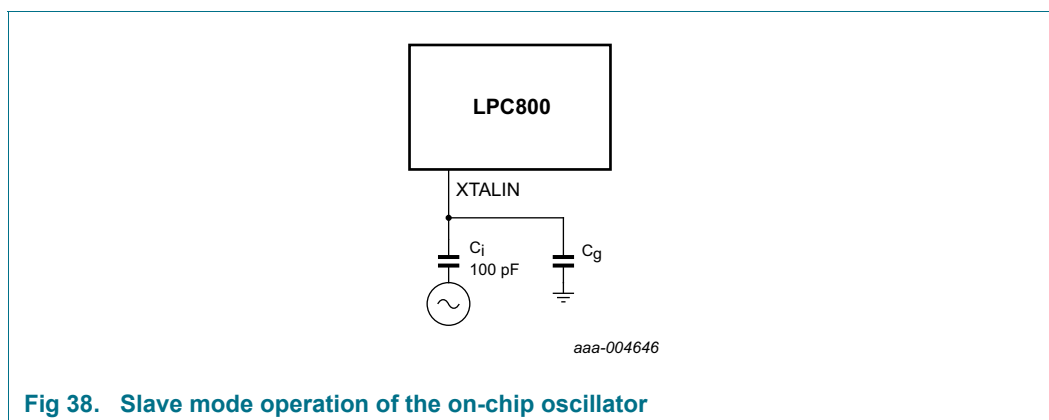 LPC800
XTALIN
Ci
100 pF
Cg
aaa-004646
Fig 38. Slave mode operation of the on-chip oscillator